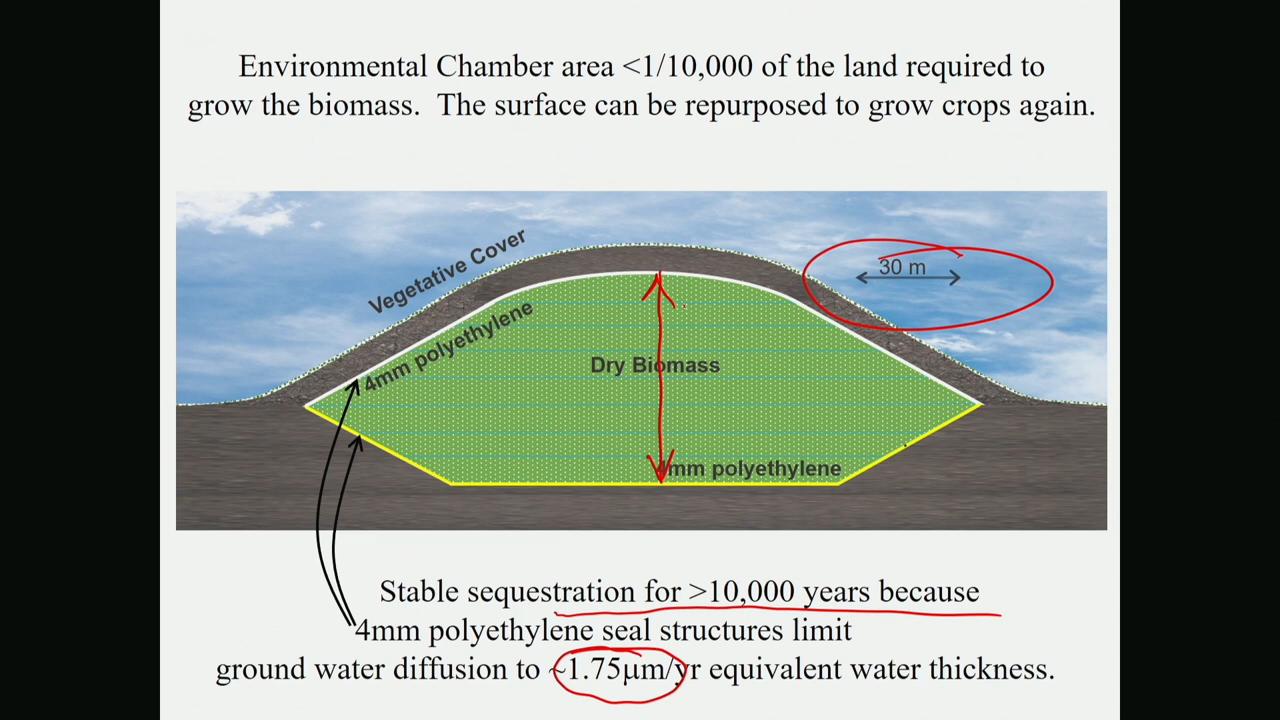 Environmental Chamber area <1/10,000 of the land required to
grow the biomass. The surface can be repurposed to grow crops again.
Vegetative Cover
30 m
4mm polyethylene
Dry Biomass
4mm polyethylene
Stable sequestration for >10,000 years because
4mm polyethylene seal structures limit
ground water diffusion to ~1.75μm/yr equivalent water thickness.